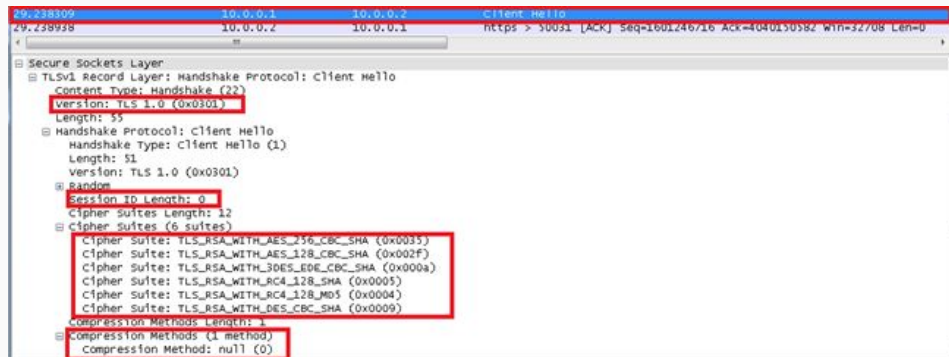 29.238309 10.0.0.1 10.0.0.2 Client Hello
29.238938 10.0.0.2 10.0.0.1 https > 50031 [ACK] Seq=1601246716 Ack=4040150582 Win=32708 Len=0
Secure Sockets Layer
TLSv1 Record Layer: Handshake Protocol: Client Hello
Content Type: Handshake (22)
Version: TLS 1.0 (0x0301)
Length: 55
Handshake Protocol: Client Hello
Handshake Type: Client Hello (1)
Length: 51
Version: TLS 1.0 (0x0301)
Random
Session ID Length: 0
Cipher Suites Length: 12
Cipher Suites (6 suites)
Cipher Suite: TLS_RSA_WITH_AES_256_CBC_SHA (0x0035)
Cipher Suite: TLS_RSA_WITH_AES_128_CBC_SHA (0x002f)
Cipher Suite: TLS_RSA_WITH_3DES_EDE_CBC_SHA (0x000a)
Cipher Suite: TLS_RSA_WITH_RC4_128_SHA (0x0005)
Cipher Suite: TLS_RSA_WITH_RC4_128_MD5 (0x0004)
Cipher Suite: TLS_RSA_WITH_DES_CBC_SHA (0x0009)
Compression Methods Length: 1
Compression Methods (1 method)
Compression Method: null (0)